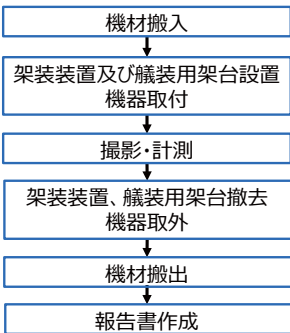 機材搬入
架装装置及び艤装用架台設置
機器取付
撮影・計測
架装装置、艤装用架台撤去
機器取外
機材搬出
報告書作成